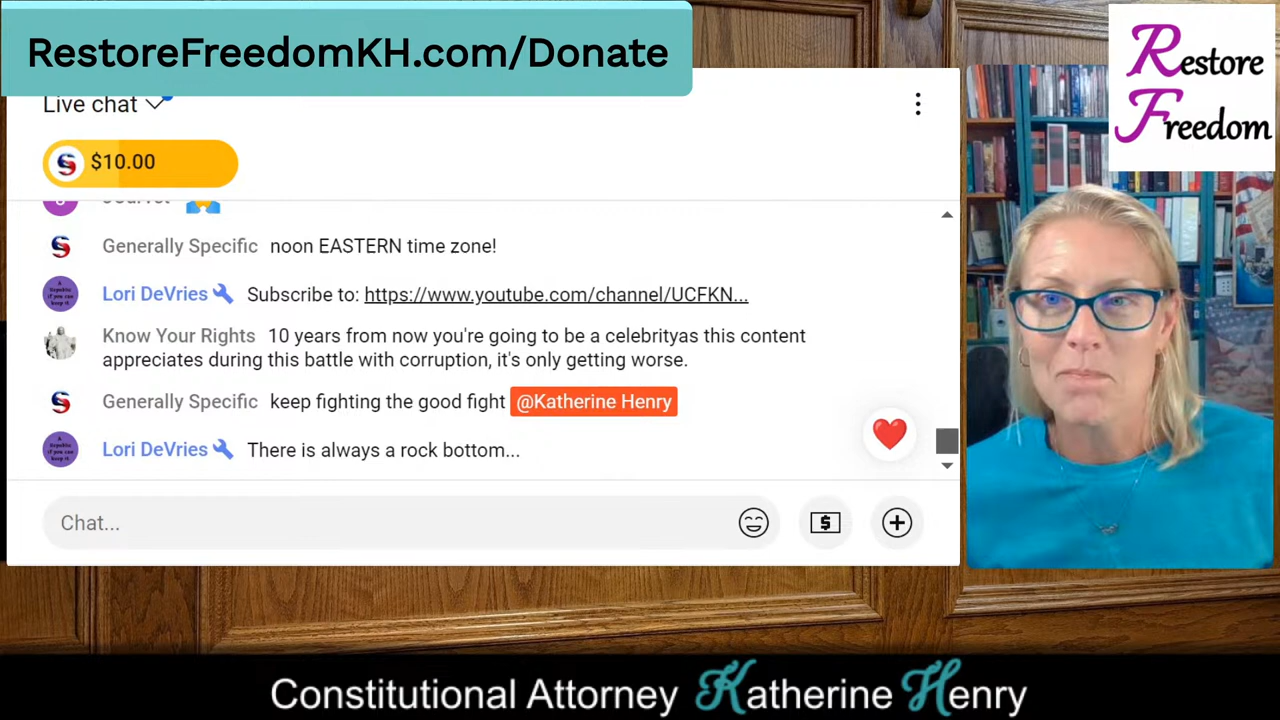 RestoreFreedomKH.com/Donate
Restore
Freedom
Live chat
$10.00
Generally Specific noon EASTERN time zone!
Lori DeVries Subscribe to: https://www.youtube.com/channel/UCFKN...
Know Your Rights 10 years from now you're going to be a celebrityas this content
appreciates during this battle with corruption, it's only getting worse.
Generally Specific keep fighting the good fight @Katherine Henry
Lori DeVries There is always a rock bottom...
Chat...
Constitutional Attorney Katherine Henry